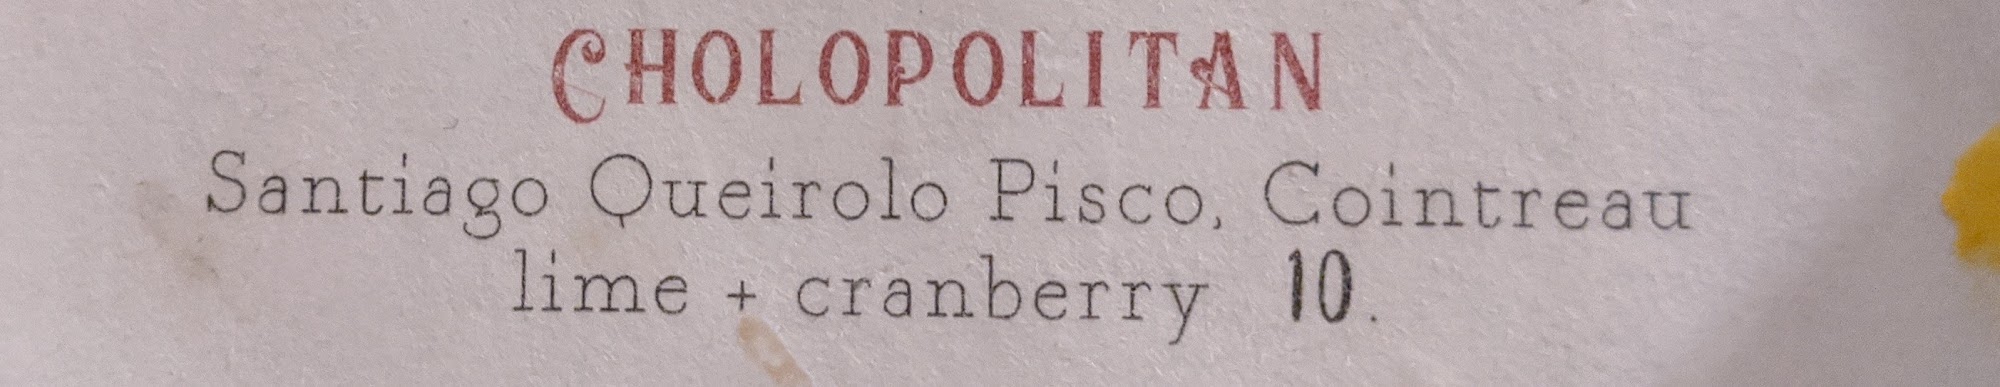 CHOLOPOLITAN
Santiago Queirolo Pisco, Cointreau
lime + cranberry 10.